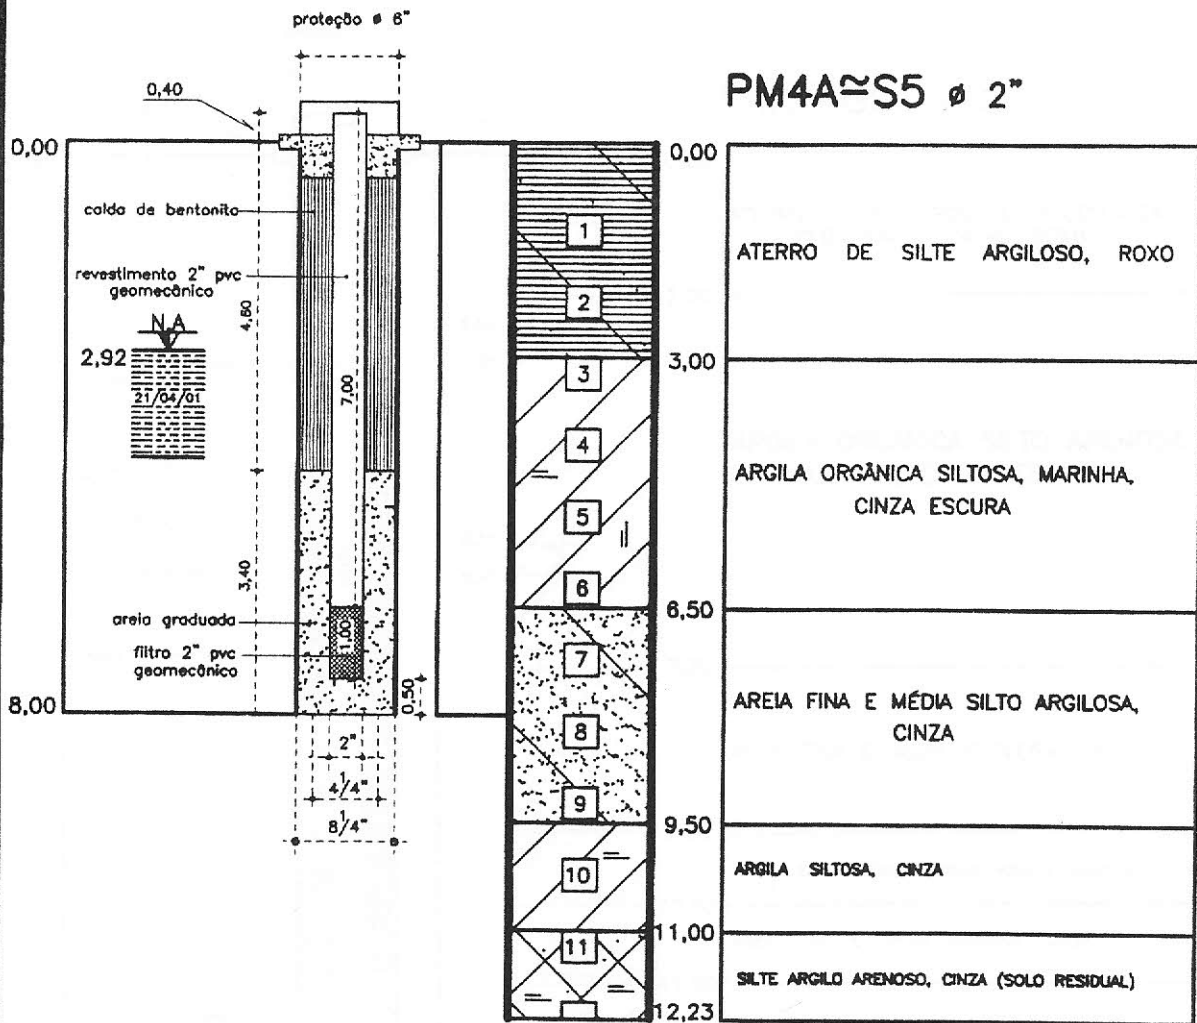 proteção ø 6"
0,40
PM4A≅S5 ø 2"
0,00
calda de bentonita
revestimento 2" pvc
geomecânico
4,60
N A
2,92
21/04/01
7,00
3,40
areia graduada
1,00
filtro 2" pvc
geomecânico
0,50
8,00
2"
4 1/4"
8 1/4"
1
2
3
4
5
6
7
8
9
10
11
0,00
ATERRO DE SILTE ARGILOSO, ROXO
3,00
ARGILA ORGÂNICA SILTOSA, MARINHA,
CINZA ESCURA
6,50
AREIA FINA E MÉDIA SILTO ARGILOSA,
CINZA
9,50
ARGILA SILTOSA, CINZA
11,00
SILTE ARGILO ARENOSO, CINZA (SOLO RESIDUAL)
12,23